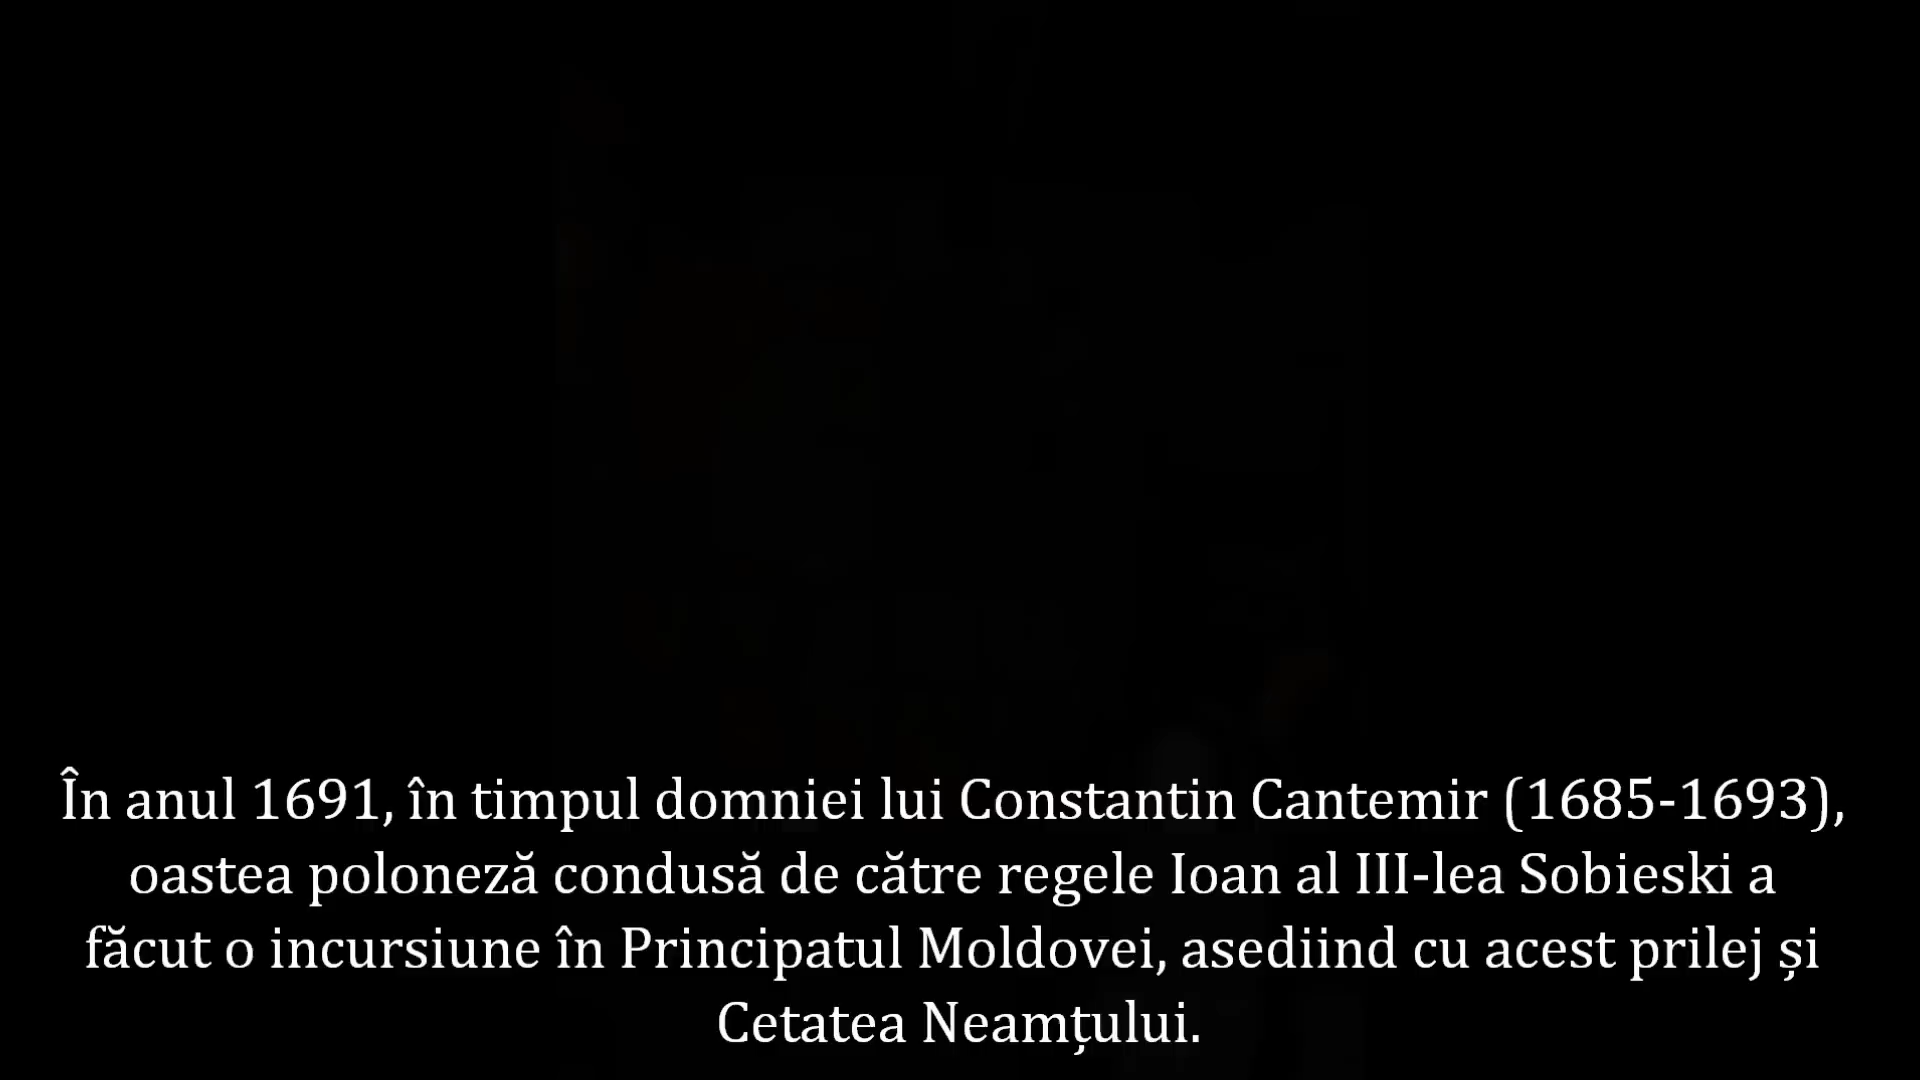 În anul 1691, în timpul domniei lui Constantin Cantemir (1685-1693),
oastea poloneză condusă de către regele Ioan al III-lea Sobieski a
făcut o incursiune în Principatul Moldovei, asediind cu acest prilej și
Cetatea Neamțului.